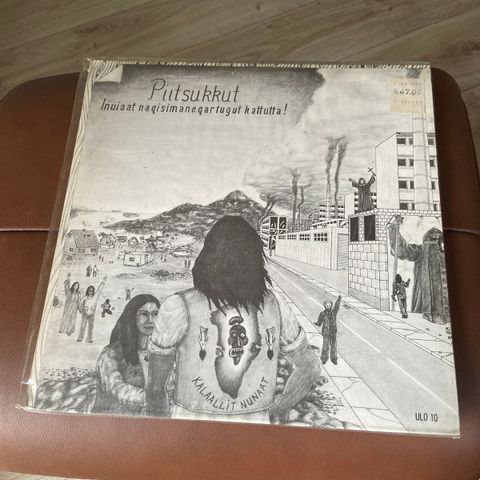 Piitsukkut
Inuiaat naqisimaneqartugut kattutta!
47.00
KALAALLIT NUNAAT
ULO 10